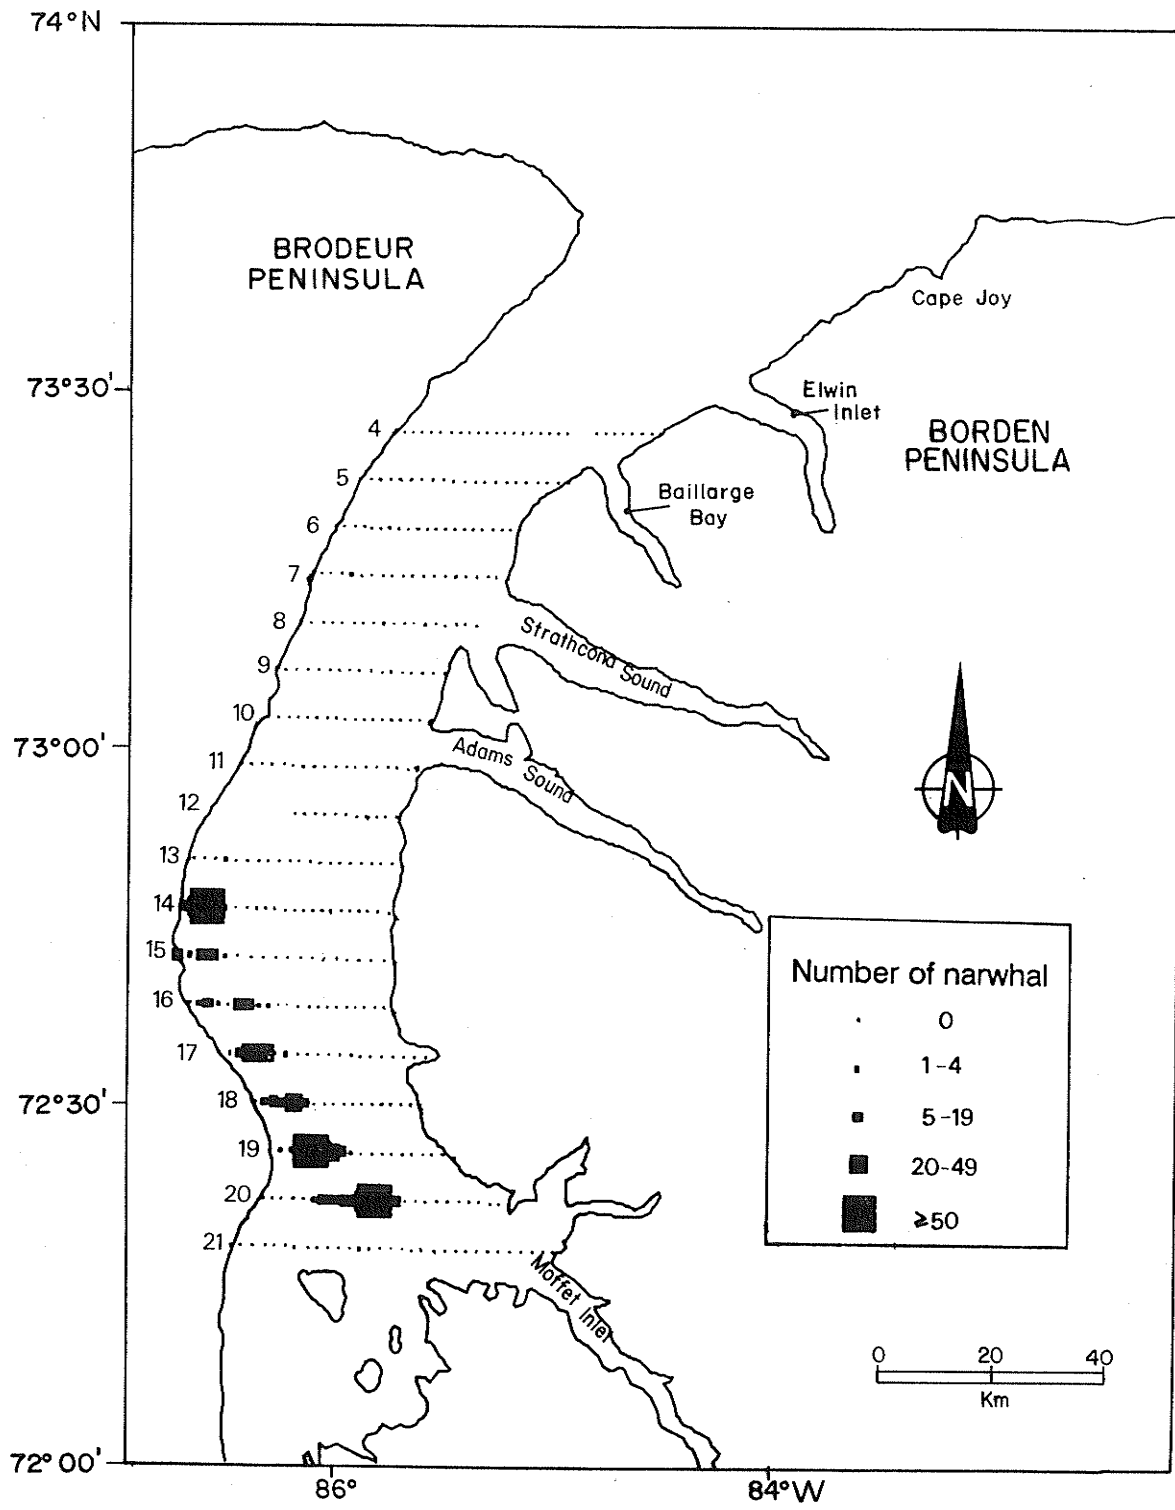 74°N
BRODEUR
PENINSULA
Cape Joy
73°30'
Elwin
Inlet
BORDEN
PENINSULA
4
5
Baillarge
Bay
6
7
8
Strathcond Sound
9
10
73°00'
Adams Sound
11
N
12
13
14
15
Number of narwhal
16
0
17
1-4
72°30'
18
5-19
19
20-49
20
≥50
21
Moffet Inlet
0 20 40
Km
72°00'
86°
84°W